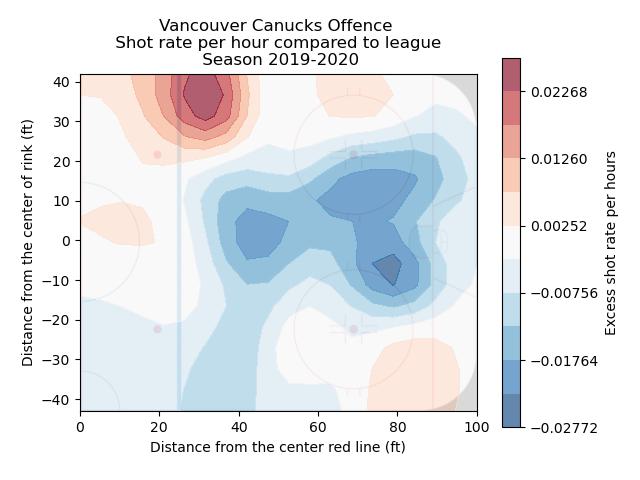 Vancouver Canucks Offence
Shot rate per hour compared to league
Season 2019-2020
40
30
20
10
0
−10
−20
−30
−40
Distance from the center of rink (ft)
0 20 40 60 80 100
Distance from the center red line (ft)
0.02268
0.01260
0.00252
−0.00756
−0.01764
−0.02772
Excess shot rate per hours